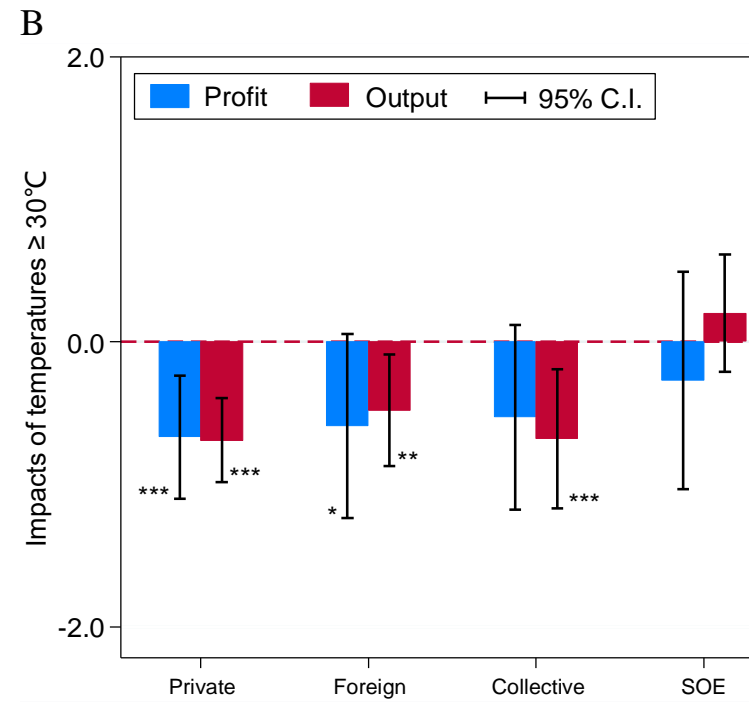 B
2.0
Profit Output 95% C.I.
Impacts of temperatures ≥ 30℃
0.0
***
***
*
**
***
-2.0
Private Foreign Collective SOE